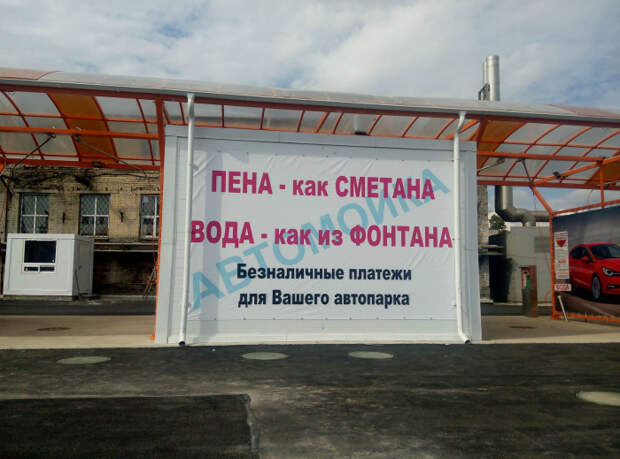 ПЕНА - как СМЕТАНА
ВОДА - как из ФОНТАНА
АВТОМОЙКА
Безналичные платежи
для Вашего автопарка